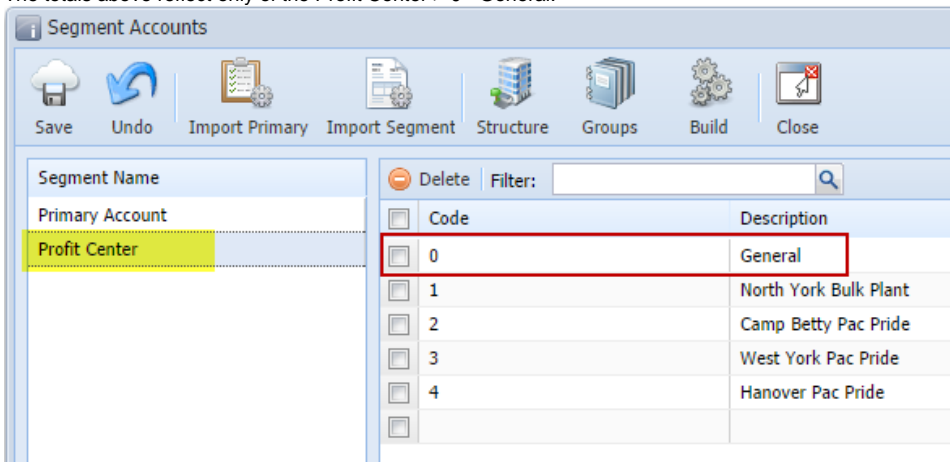 Segment Accounts
Save Undo Import Primary Import Segment Structure Groups Build Close
Segment Name
Primary Account
Profit Center
Delete Filter:
Code Description
0 General
1 North York Bulk Plant
2 Camp Betty Pac Pride
3 West York Pac Pride
4 Hanover Pac Pride